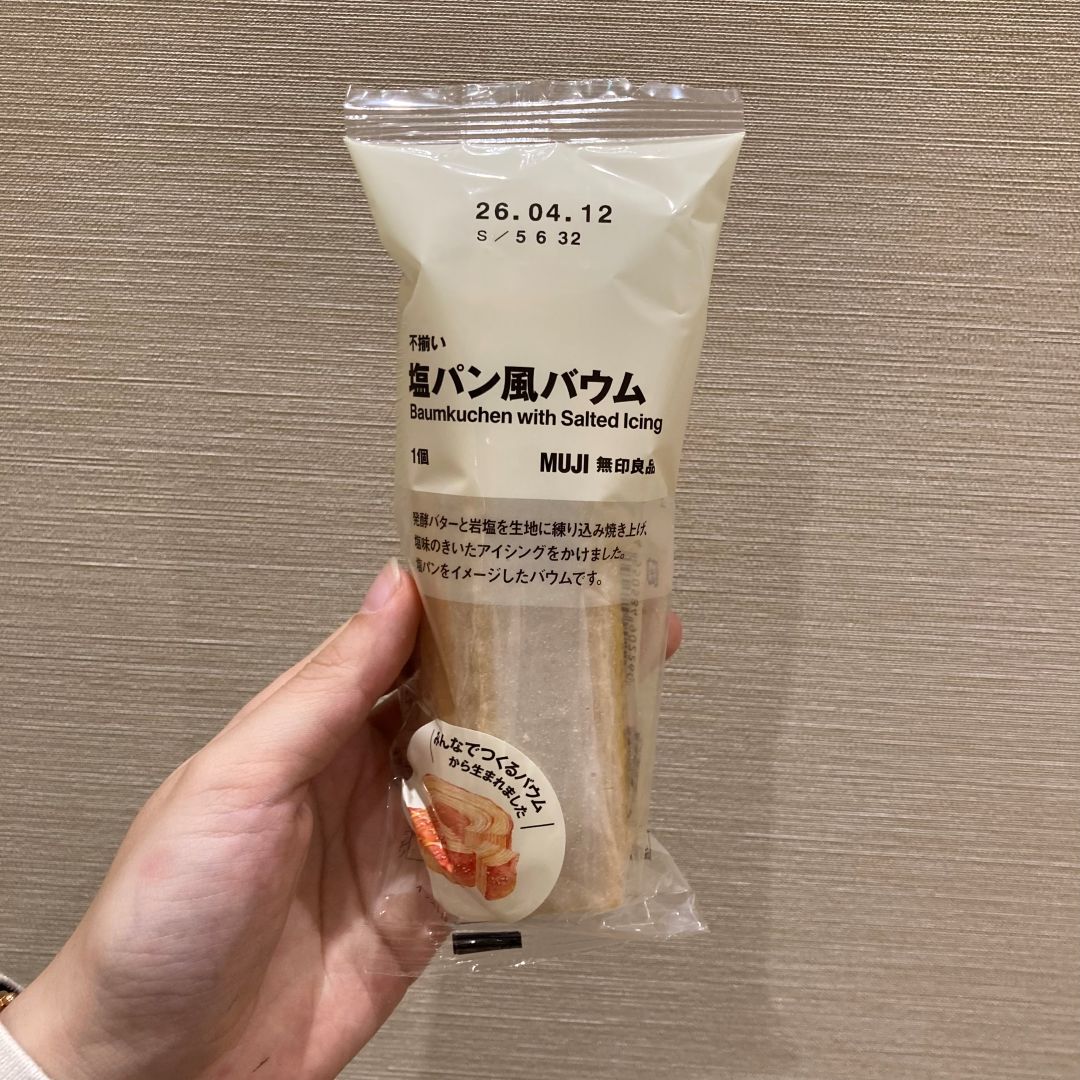 26.04.12
S／5 6 32
不揃い
塩パン風バウム
Baumkuchen with Salted Icing
1個
MUJI 無印良品
発酵バターと岩塩を生地に練り込み焼き上げ、
塩味のきいたアイシングをかけました。
塩パンをイメージしたバウムです。
みんなでつくるバウム
から生まれました